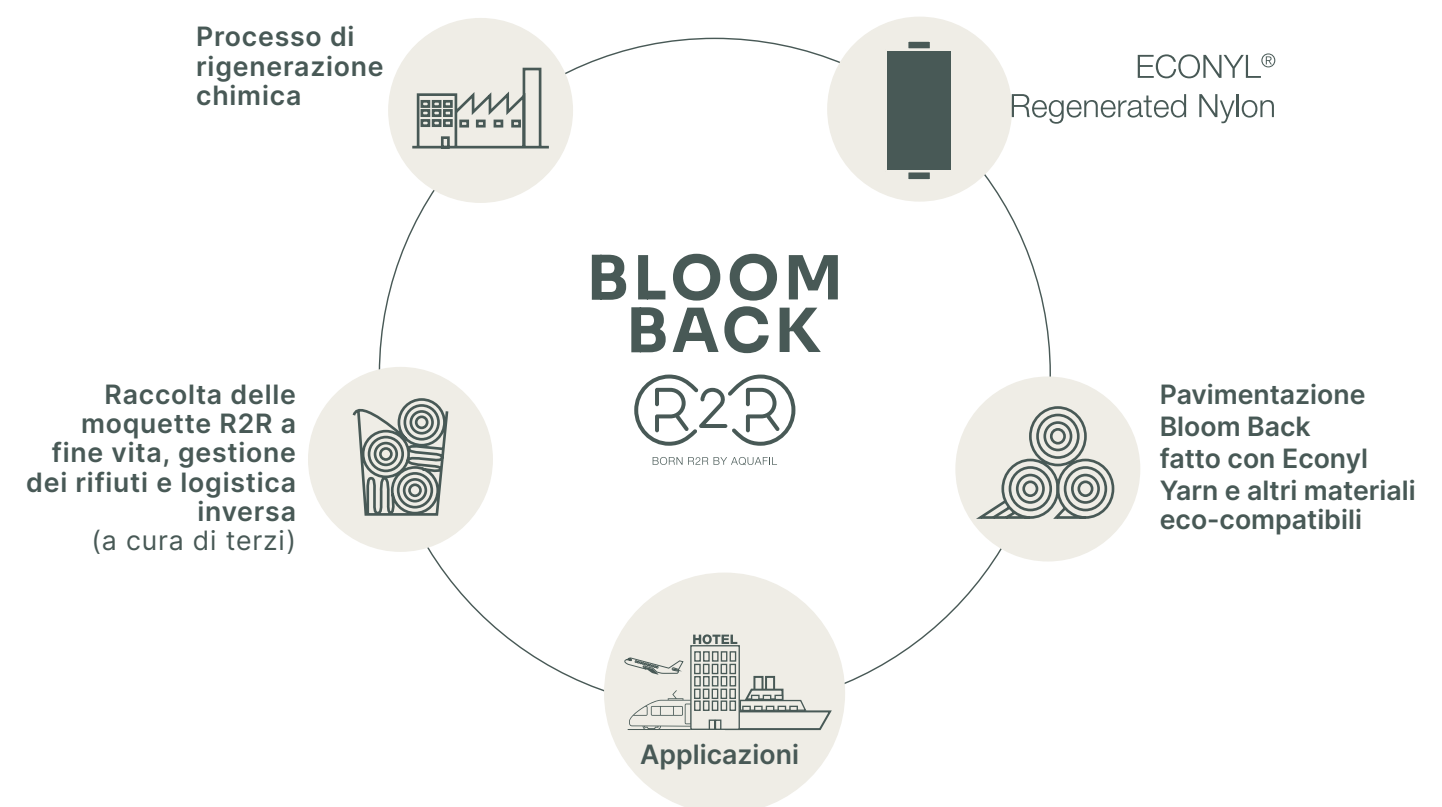 Processo di
rigenerazione
chimica
ECONYL®
Regenerated Nylon
BLOOM
BACK
R2R
BORN R2R BY AQUAFIL
Raccolta delle
moquette R2R a
fine vita, gestione
dei rifiuti e logistica
inversa
(a cura di terzi)
Pavimentazione
Bloom Back
fatto con Econyl
Yarn e altri materiali
eco-compatibili
HOTEL
Applicazioni